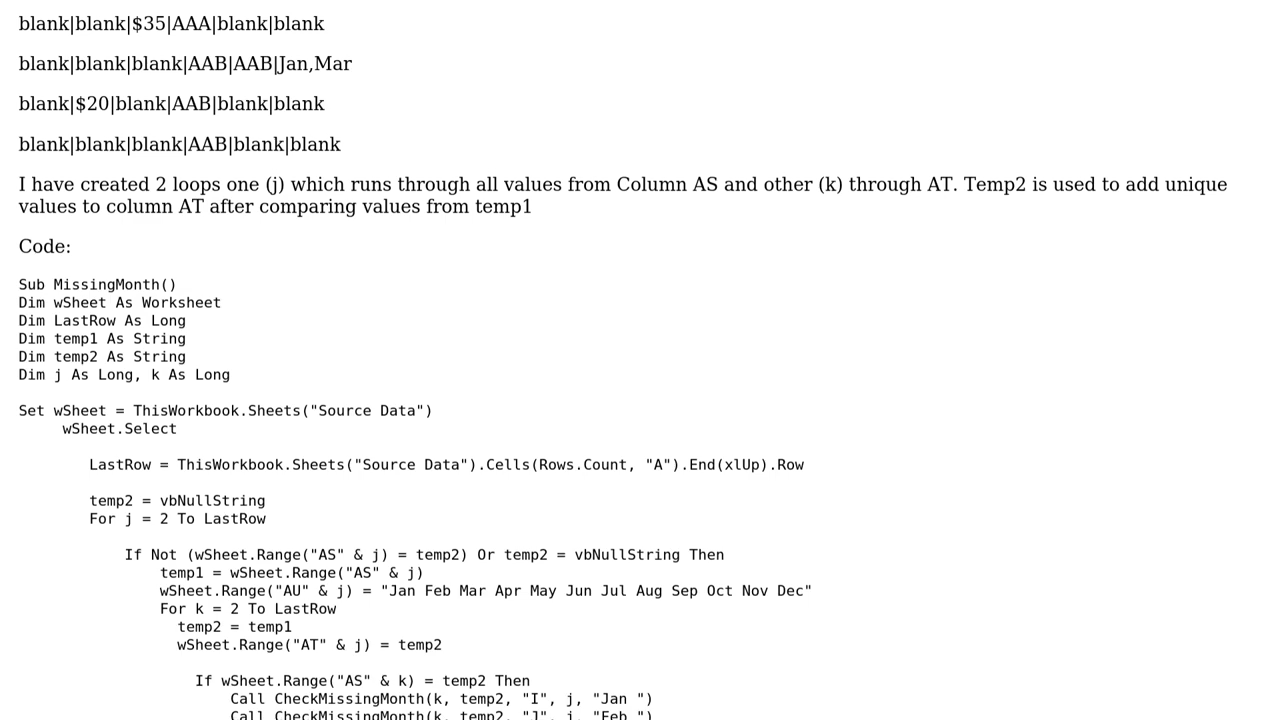 blank|blank|$35|AAA|blank|blank
blank|blank|blank|AAB|AAB|Jan,Mar
blank|$20|blank|AAB|blank|blank
blank|blank|blank|AAB|blank|blank
I have created 2 loops one (j) which runs through all values from Column AS and other (k) through AT. Temp2 is used to add unique
values to column AT after comparing values from temp1
Code:
Sub MissingMonth()
Dim wSheet As Worksheet
Dim LastRow As Long
Dim temp1 As String
Dim temp2 As String
Dim j As Long, k As Long
Set wSheet = ThisWorkbook.Sheets("Source Data")
wSheet.Select
LastRow = ThisWorkbook.Sheets("Source Data").Cells(Rows.Count, "A").End(xlUp).Row
temp2 = vbNullString
For j = 2 To LastRow
If Not (wSheet.Range("AS" & j) = temp2) Or temp2 = vbNullString Then
temp1 = wSheet.Range("AS" & j)
wSheet.Range("AU" & j) = "Jan Feb Mar Apr May Jun Jul Aug Sep Oct Nov Dec"
For k = 2 To LastRow
temp2 = temp1
wSheet.Range("AT" & j) = temp2
If wSheet.Range("AS" & k) = temp2 Then
Call CheckMissingMonth(k, temp2, "I", j, "Jan ")
Call CheckMissingMonth(k, temp2, "J", j, "Feb ")